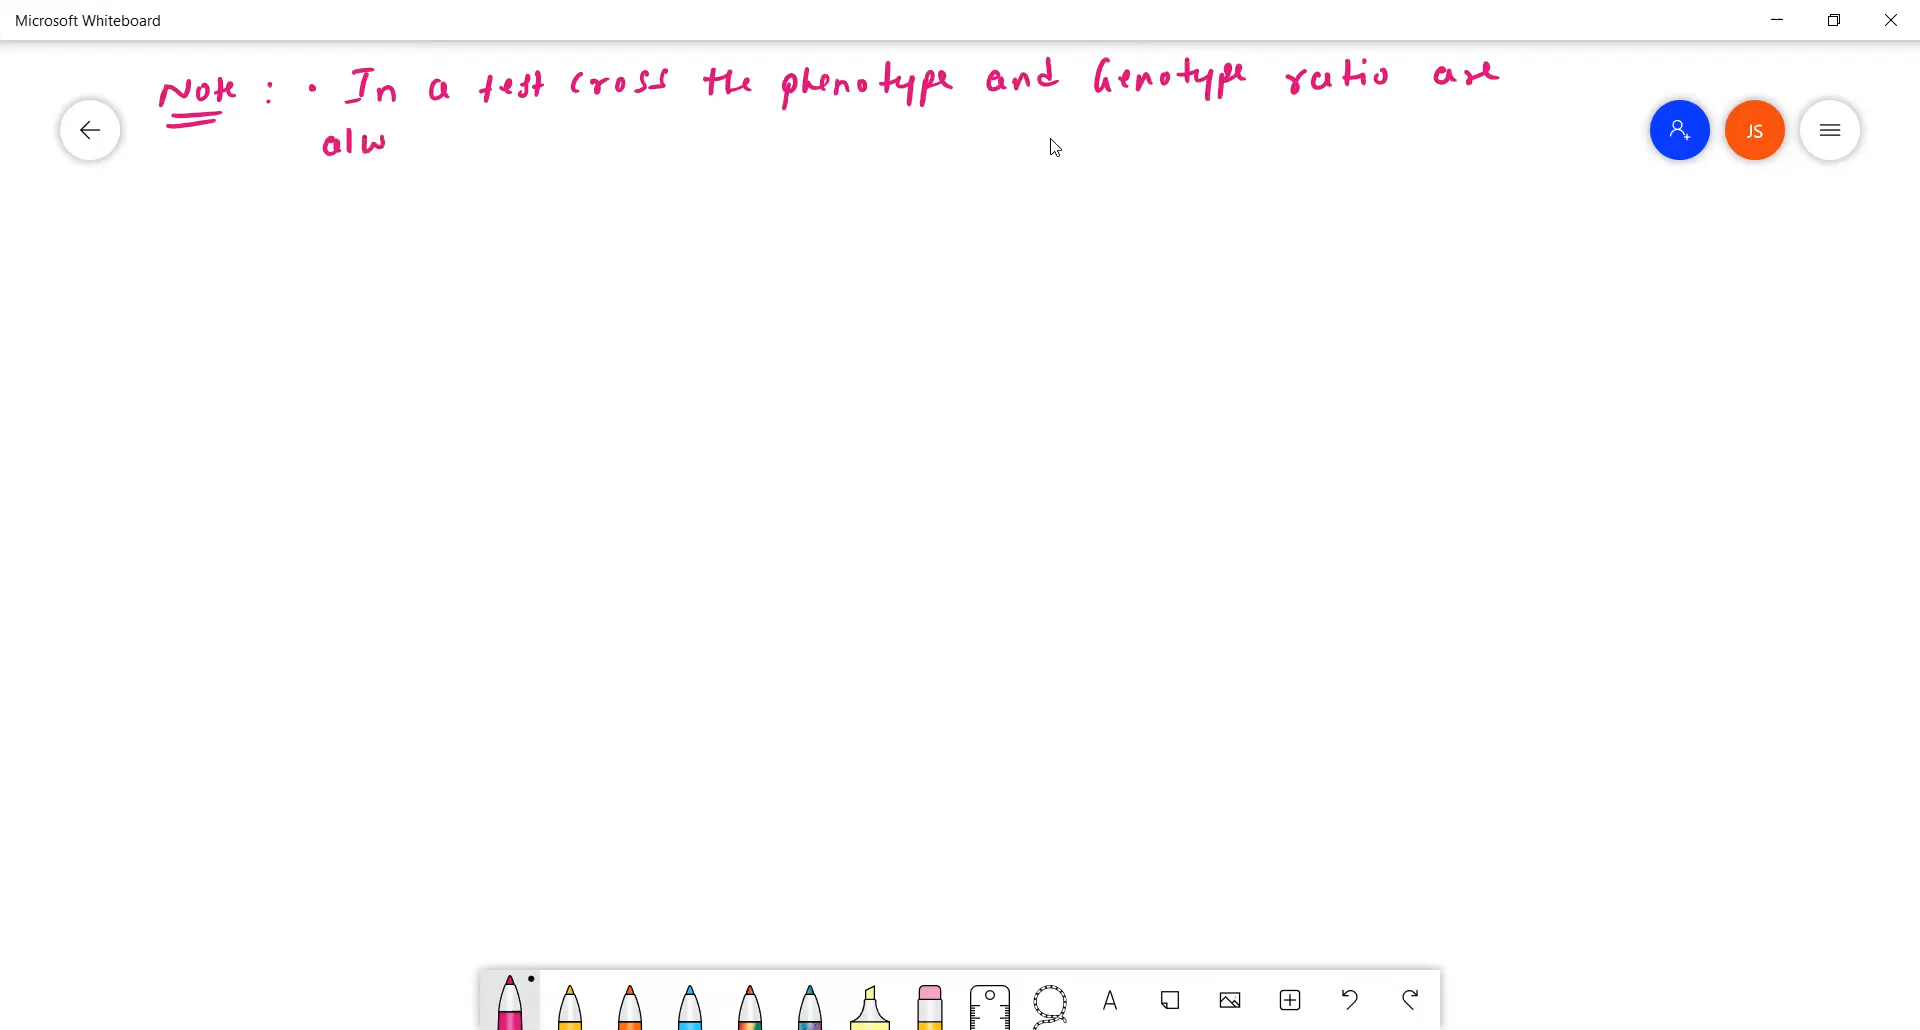 Microsoft Whiteboard
Note : • In a test cross the phenotype and Genotype ratio are
alw
JS